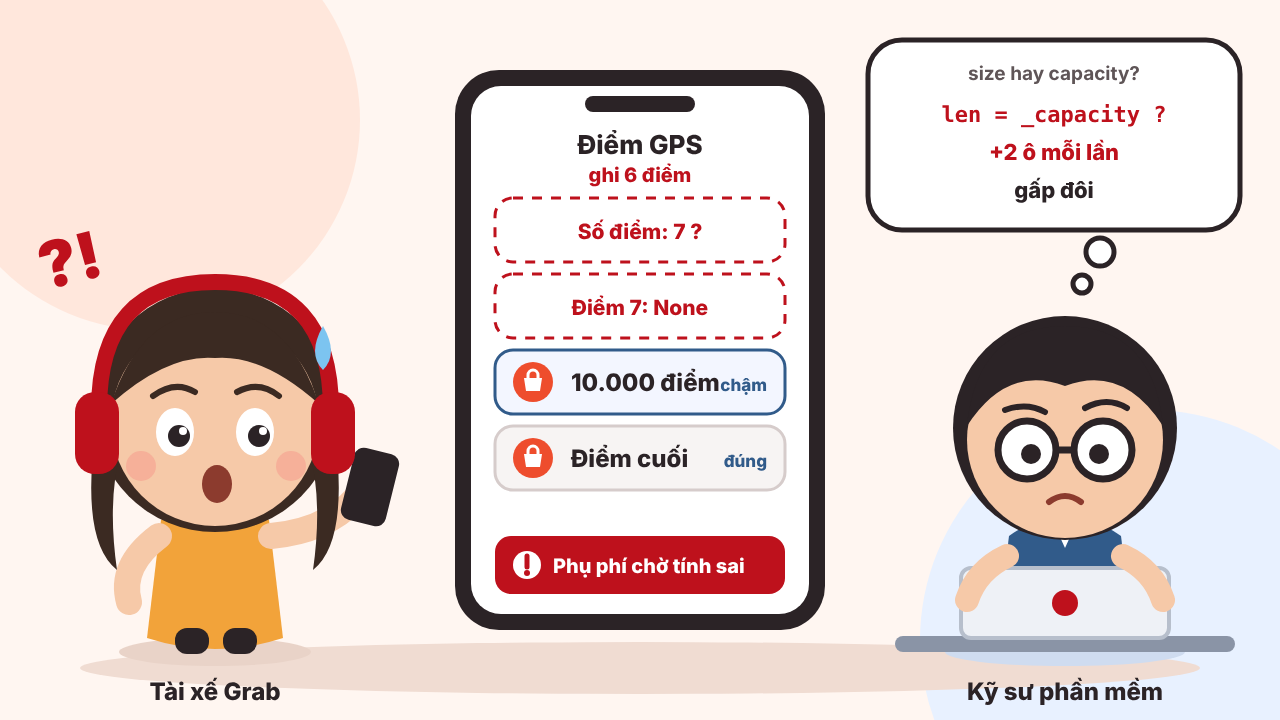 size hay capacity?
len = _capacity ?
+2 ô mỗi lần
gấp đôi
?!
Điểm GPS
ghi 6 điểm
Số điểm: 7 ?
Điểm 7: None
10.000 điểm chậm
Điểm cuối đúng
Phụ phí chờ tính sai
Tài xế Grab
Kỹ sư phần mềm